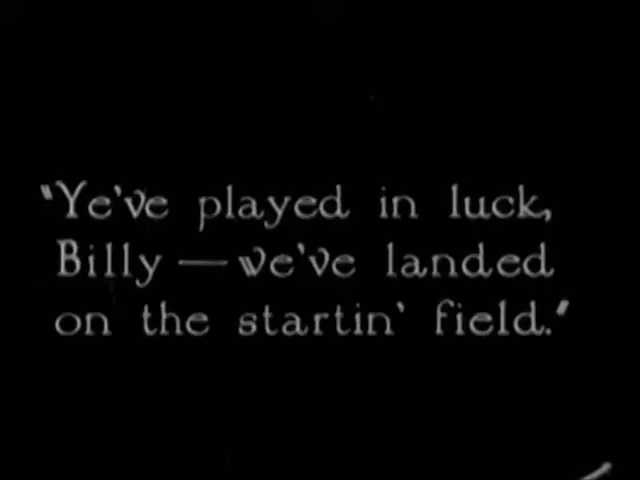 "Ye've played in luck,
Billy — we've landed
on the startin' field."